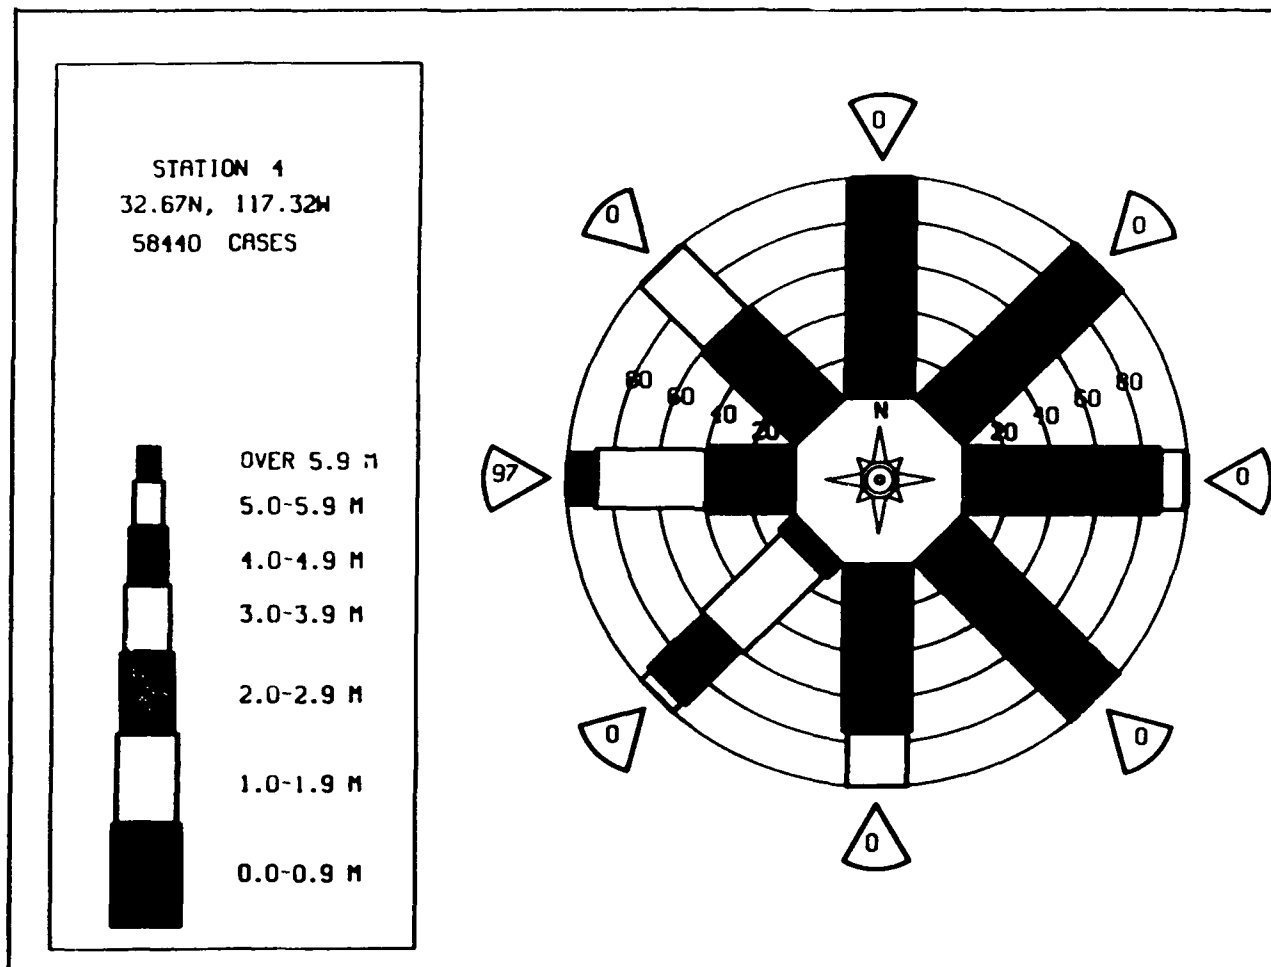 STATION 4
32.67N, 117.32W
58440 CASES
OVER 5.9 M
5.0-5.9 M
4.0-4.9 M
3.0-3.9 M
2.0-2.9 M
1.0-1.9 M
0.0-0.9 M
0
0
0
80
60
40
20
N
20
40
60
80
97
0
0
0
0